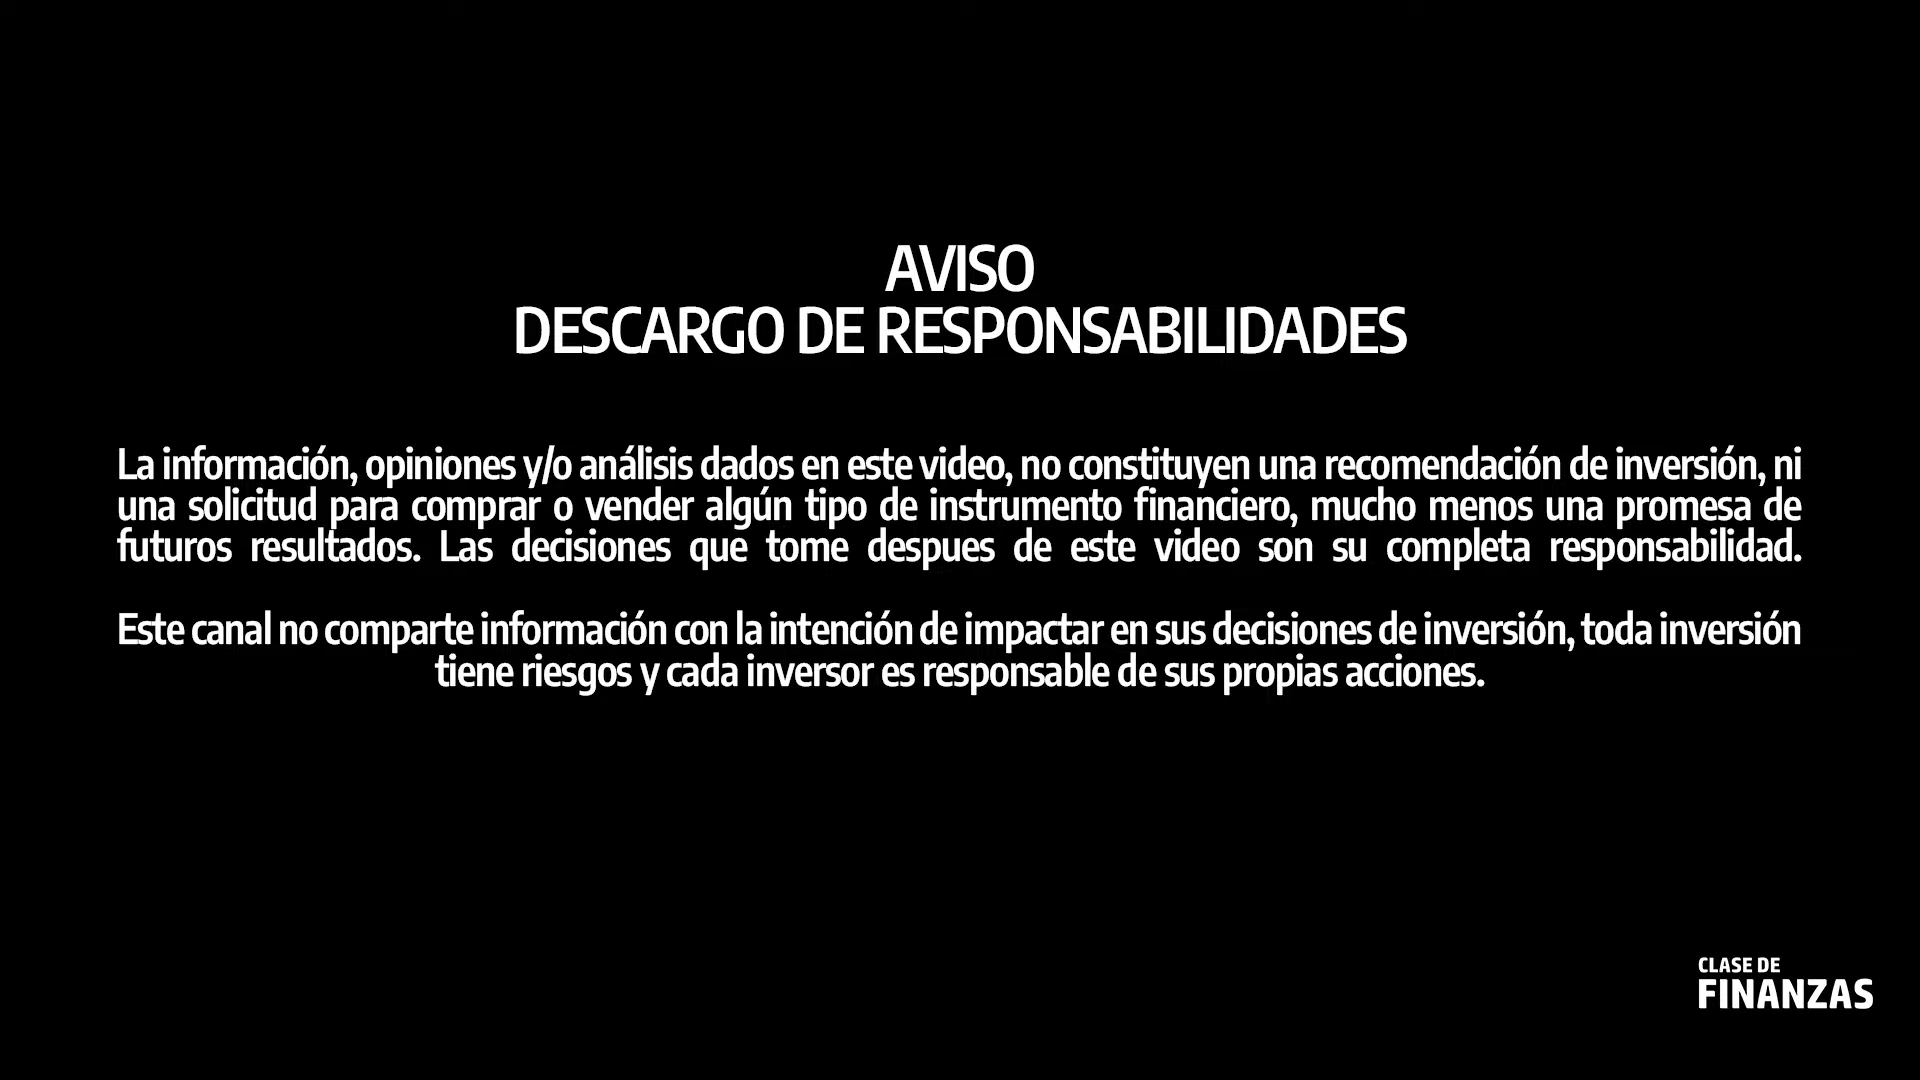 AVISO
DESCARGO DE RESPONSABILIDADES
La información, opiniones y/o análisis dados en este video, no constituyen una recomendación de inversión, ni
una solicitud para comprar o vender algún tipo de instrumento financiero, mucho menos una promesa de
futuros resultados. Las decisiones que tome despues de este video son su completa responsabilidad.
Este canal no comparte información con la intención de impactar en sus decisiones de inversión, toda inversión
tiene riesgos y cada inversor es responsable de sus propias acciones.
CLASE DE
FINANZAS